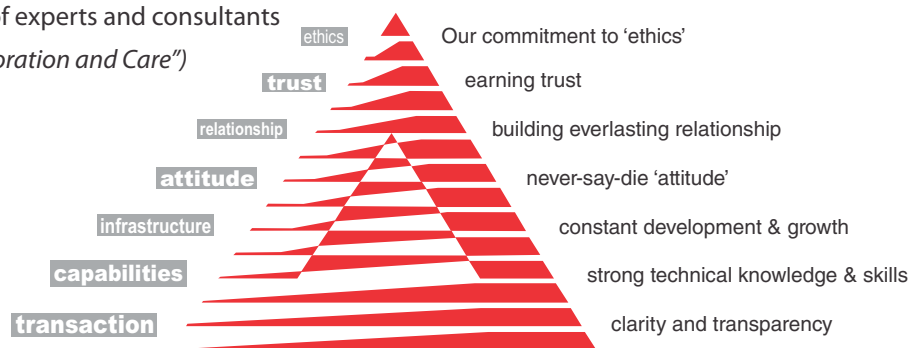 of experts and consultants
oration and Care")
ethics Our commitment to 'ethics'
trust earning trust
relationship building everlasting relationship
attitude never-say-die 'attitude'
infrastructure constant development & growth
capabilities strong technical knowledge & skills
transaction clarity and transparency